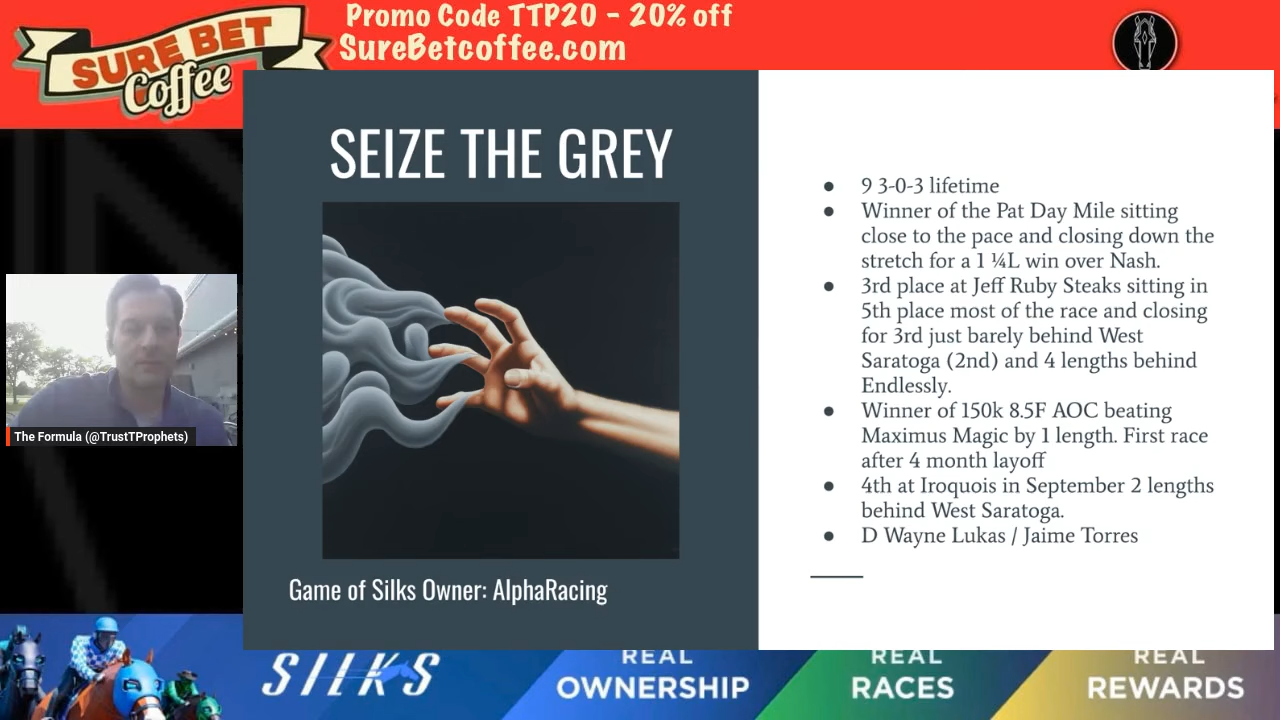 Promo Code TTP20 - 20% off
SureBetcoffee.com
SURE BET
Coffee
SEIZE THE GREY
Game of Silks Owner: AlphaRacing
● 9 3-0-3 lifetime
● Winner of the Pat Day Mile sitting
close to the pace and closing down the
stretch for a 1 ¼L win over Nash.
● 3rd place at Jeff Ruby Steaks sitting in
5th place most of the race and closing
for 3rd just barely behind West
Saratoga (2nd) and 4 lengths behind
Endlessly.
● Winner of 150k 8.5F AOC beating
Maximus Magic by 1 length. First race
after 4 month layoff
● 4th at Iroquois in September 2 lengths
behind West Saratoga.
● D Wayne Lukas / Jaime Torres
The Formula (@TrustTProphets)
SILKS
REAL
OWNERSHIP
REAL
RACES
REAL
REWARDS